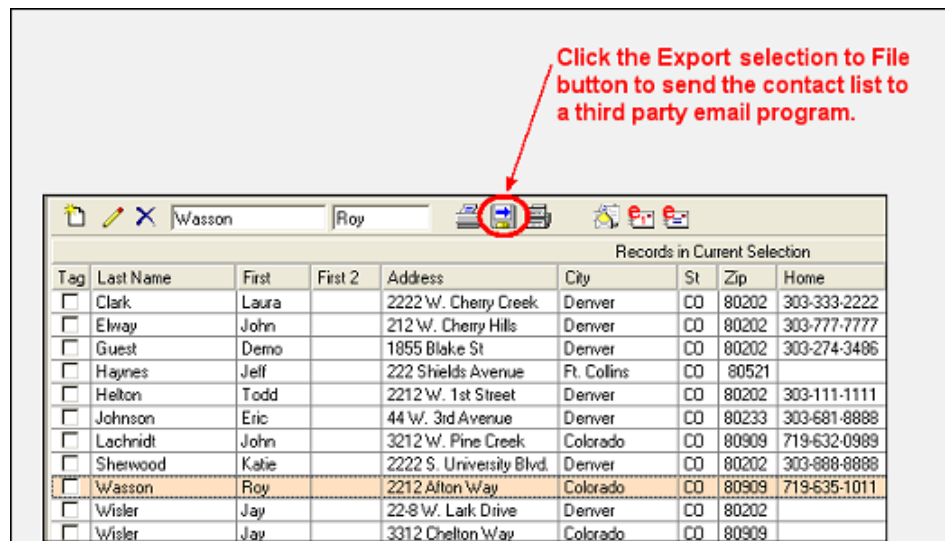 Click the Export selection to File
button to send the contact list to
a third party email program.
Wasson Roy
Records in Current Selection
Tag Last Name First First 2 Address City St Zip Home
Clark Laura 2222 W. Cherry Creek Denver CO 80202 303-333-2222
Elway John 212 W. Cherry Hills Denver CO 80202 303-777-7777
Guest Demo 1855 Blake St Denver CO 80202 303-274-3486
Haynes Jeff 222 Shields Avenue Ft. Collins CO 80521
Helton Todd 2212 W. 1st Street Denver CO 80202 303-111-1111
Johnson Eric 44 W. 3rd Avenue Denver CO 80233 303-681-8888
Lachnidt John 3212 W. Pine Creek Colorado CO 80909 719-632-0989
Sherwood Katie 2222 S. University Blvd. Denver CO 80202 303-888-8888
Wasson Roy 2212 Afton Way Colorado CO 80909 719-635-1011
Wisler Jay 22-8 W. Lark Drive Denver CO 80202
Wisler Jay 3312 Chelton Way Colorado CO 80909